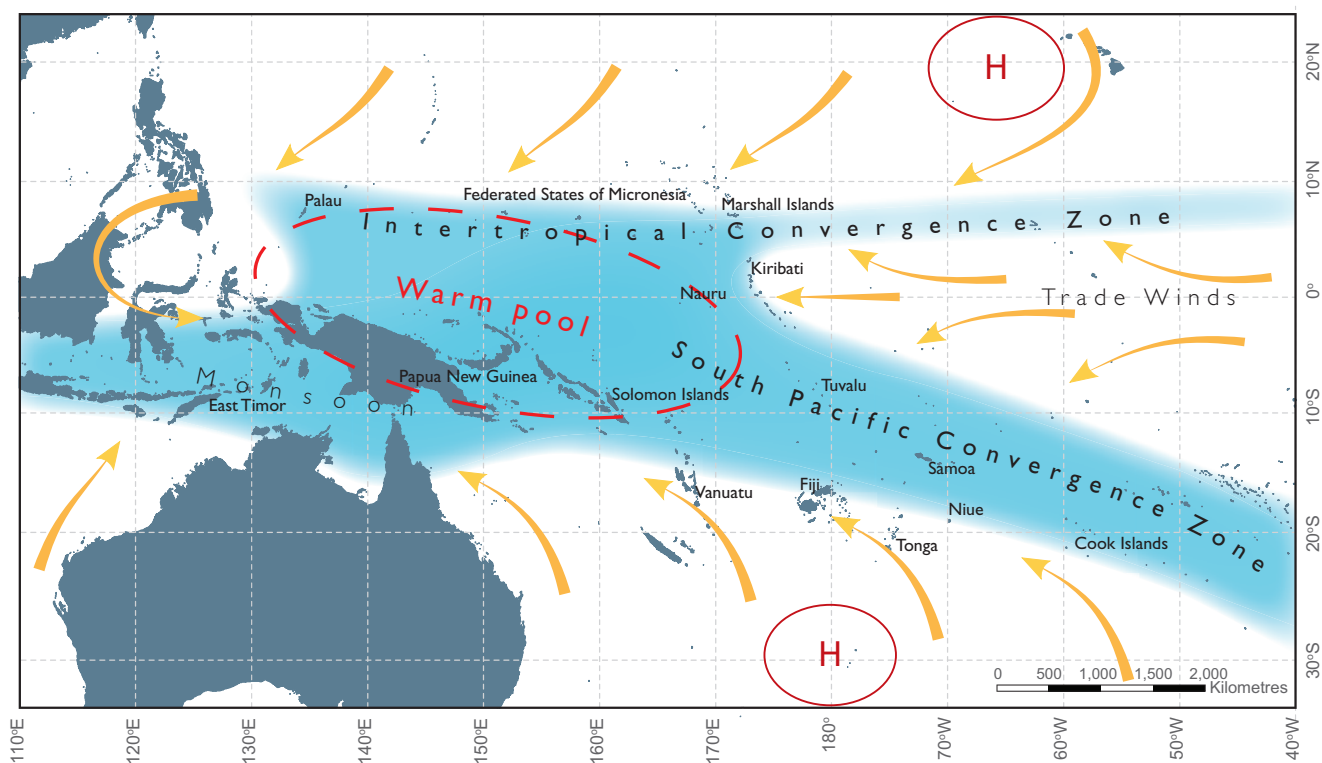 H
20°N
10°N
Palau
Federated States of Micronesia
Marshall Islands
Intertropical Convergence Zone
Kiribati
Warm pool
Nauru
Trade Winds
0°
South Pacific Convergence Zone
Monsoon
Papua New Guinea
East Timor
Solomon Islands
Tuvalu
10°S
Samoa
Vanuatu
Fiji
Niue
Tonga
Cook Islands
20°S
H
30°S
0 500 1,000 1,500 2,000
Kilometres
110°E 120°E 130°E 140°E 150°E 160°E 170°E 180° 170°W 160°W 150°W 140°W